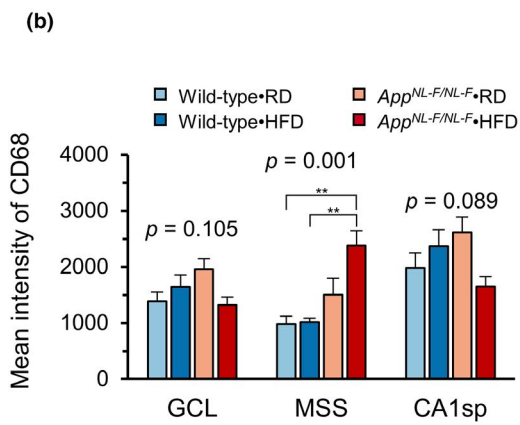 (b)
Wild-type•RD
App^NL-F/NL-F•RD
Wild-type•HFD
App^NL-F/NL-F•HFD
Mean intensity of CD68
4000
3000
2000
1000
0
p = 0.105
p = 0.001
**
**
p = 0.089
GCL
MSS
CA1sp